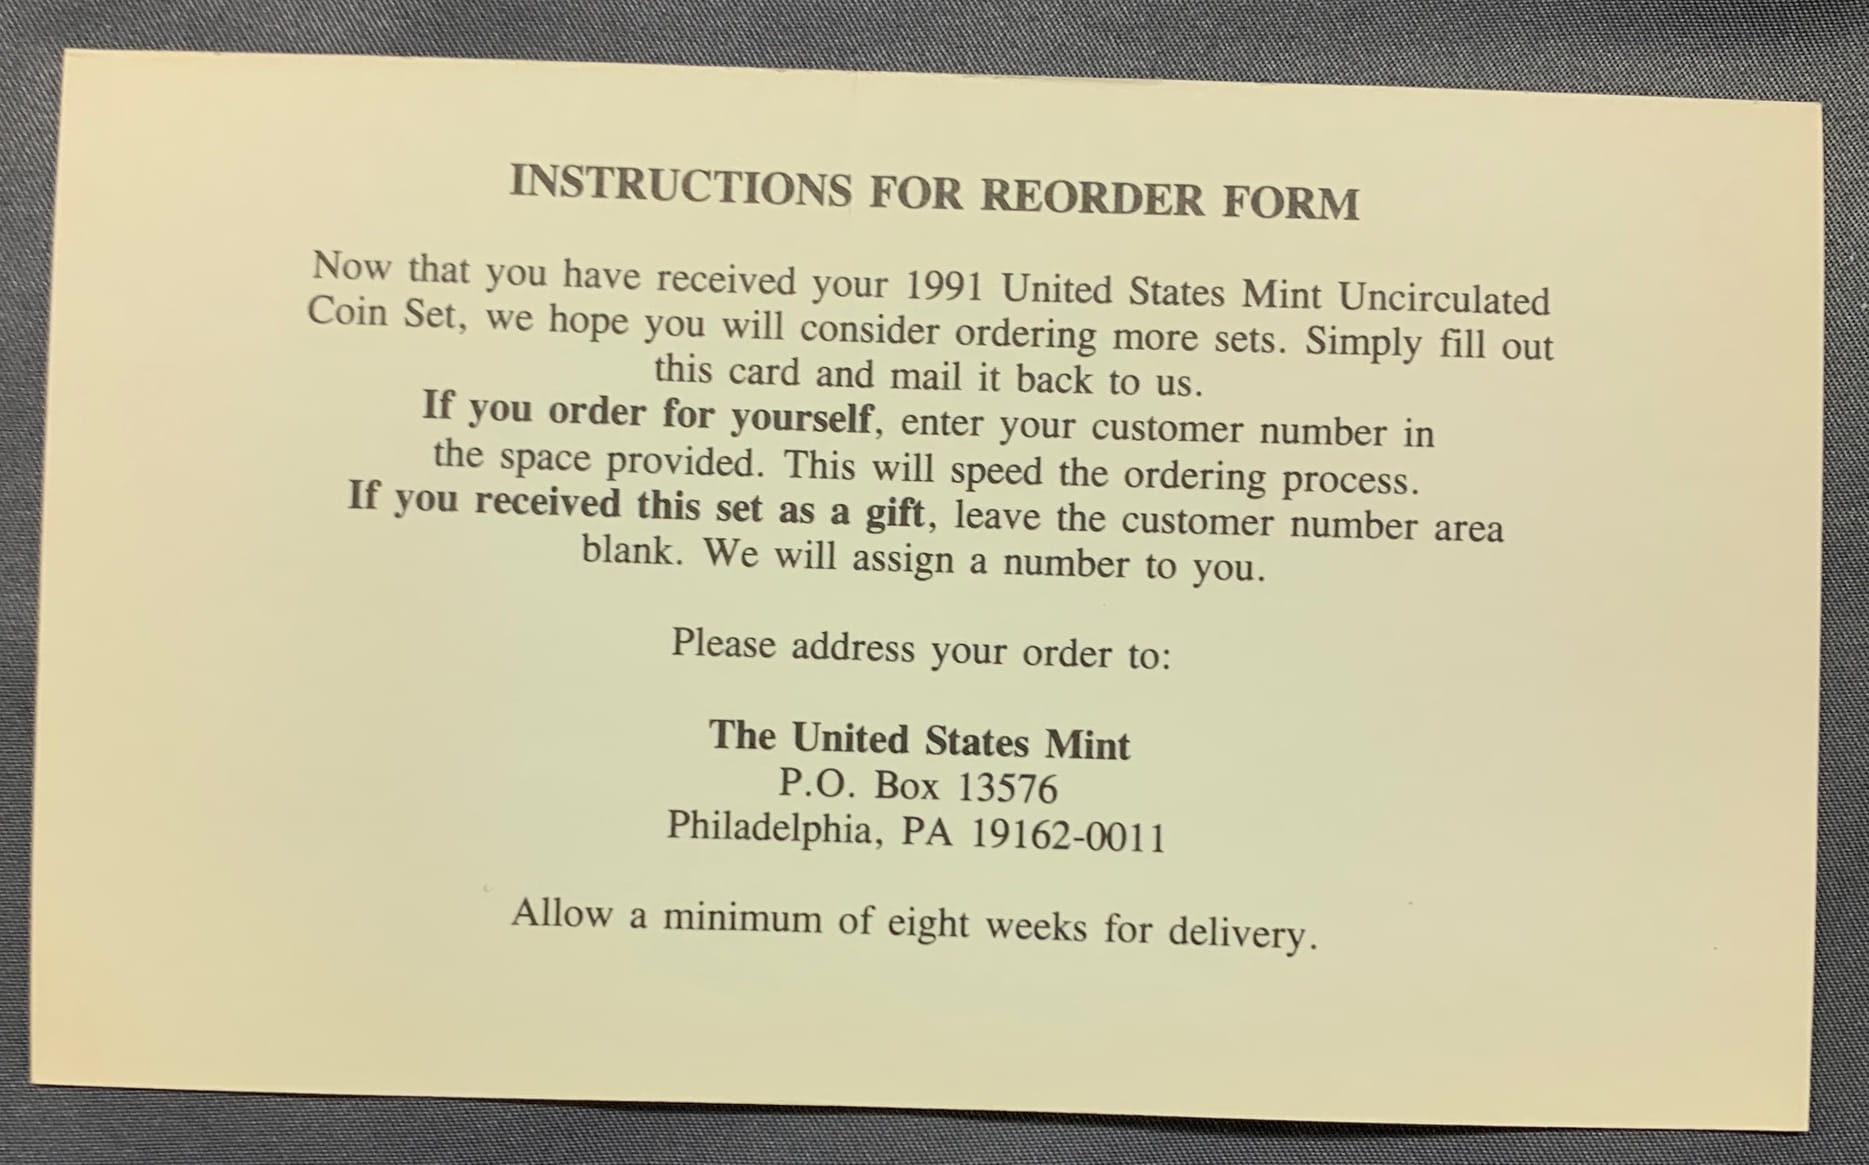 INSTRUCTIONS FOR REORDER FORM
Now that you have received your 1991 United States Mint Uncirculated
Coin Set, we hope you will consider ordering more sets. Simply fill out
this card and mail it back to us.
If you order for yourself, enter your customer number in
the space provided. This will speed the ordering process.
If you received this set as a gift, leave the customer number area
blank. We will assign a number to you.
Please address your order to:
The United States Mint
P.O. Box 13576
Philadelphia, PA 19162-0011
Allow a minimum of eight weeks for delivery.